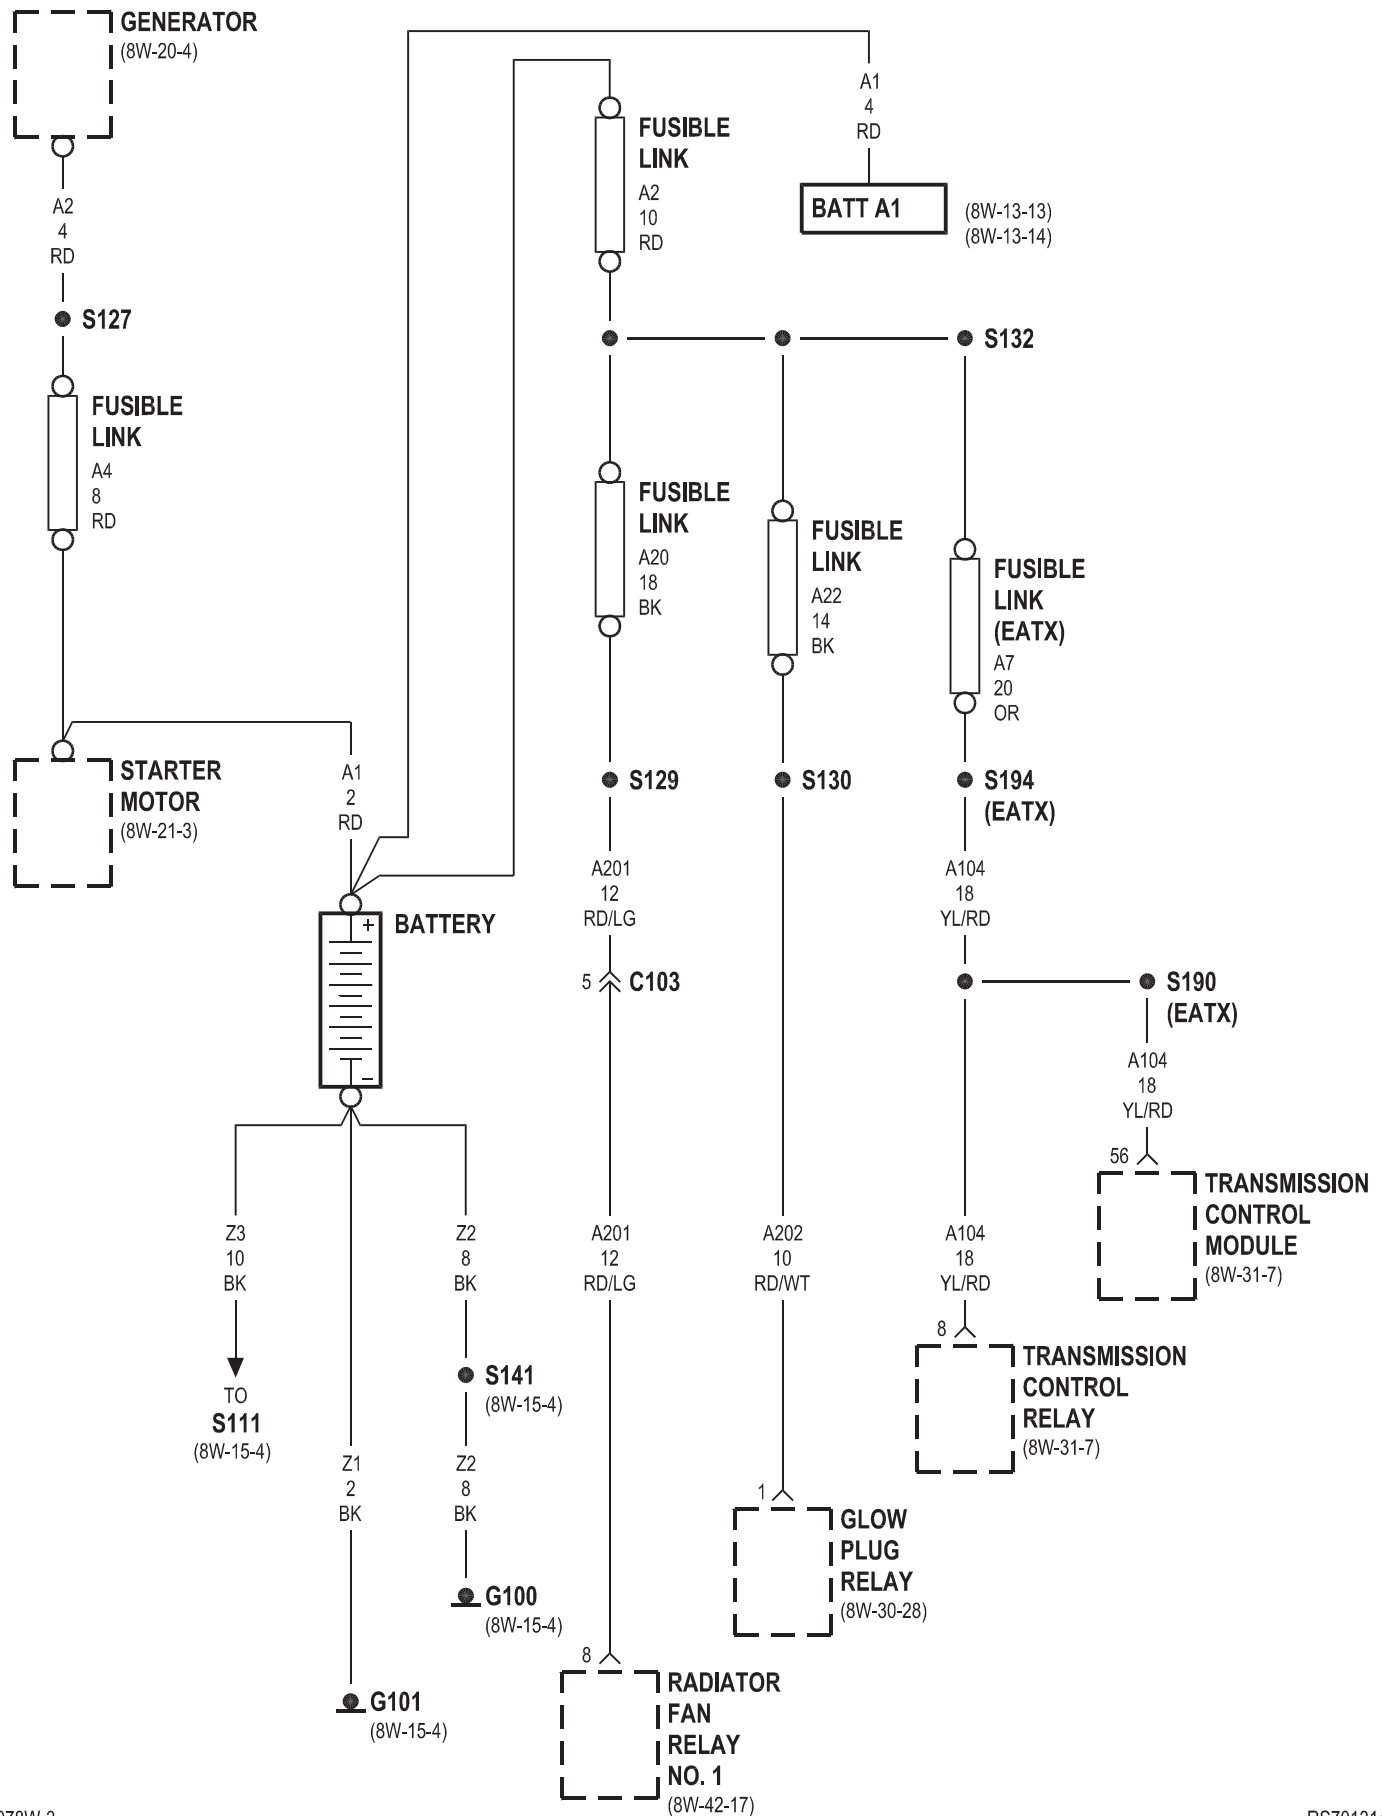 GENERATOR
(8W-20-4)
A2
4
RD
S127
FUSIBLE
LINK
A4
8
RD
STARTER
MOTOR
(8W-21-3)
A1
2
RD
BATTERY
+
–
Z3
10
BK
TO
S111
(8W-15-4)
Z1
2
BK
G101
(8W-15-4)
Z2
8
BK
S141
(8W-15-4)
Z2
8
BK
G100
(8W-15-4)
FUSIBLE
LINK
A2
10
RD
A1
4
RD
BATT A1
(8W-13-13)
(8W-13-14)
S132
FUSIBLE
LINK
A20
18
BK
S129
A201
12
RD/LG
5
C103
A201
12
RD/LG
8
RADIATOR
FAN
RELAY
NO. 1
(8W-42-17)
FUSIBLE
LINK
A22
14
BK
S130
A202
10
RD/WT
1
GLOW
PLUG
RELAY
(8W-30-28)
FUSIBLE
LINK
(EATX)
A7
20
OR
S194
(EATX)
A104
18
YL/RD
S190
(EATX)
A104
18
YL/RD
56
TRANSMISSION
CONTROL
MODULE
(8W-31-7)
A104
18
YL/RD
8
TRANSMISSION
CONTROL
RELAY
(8W-31-7)